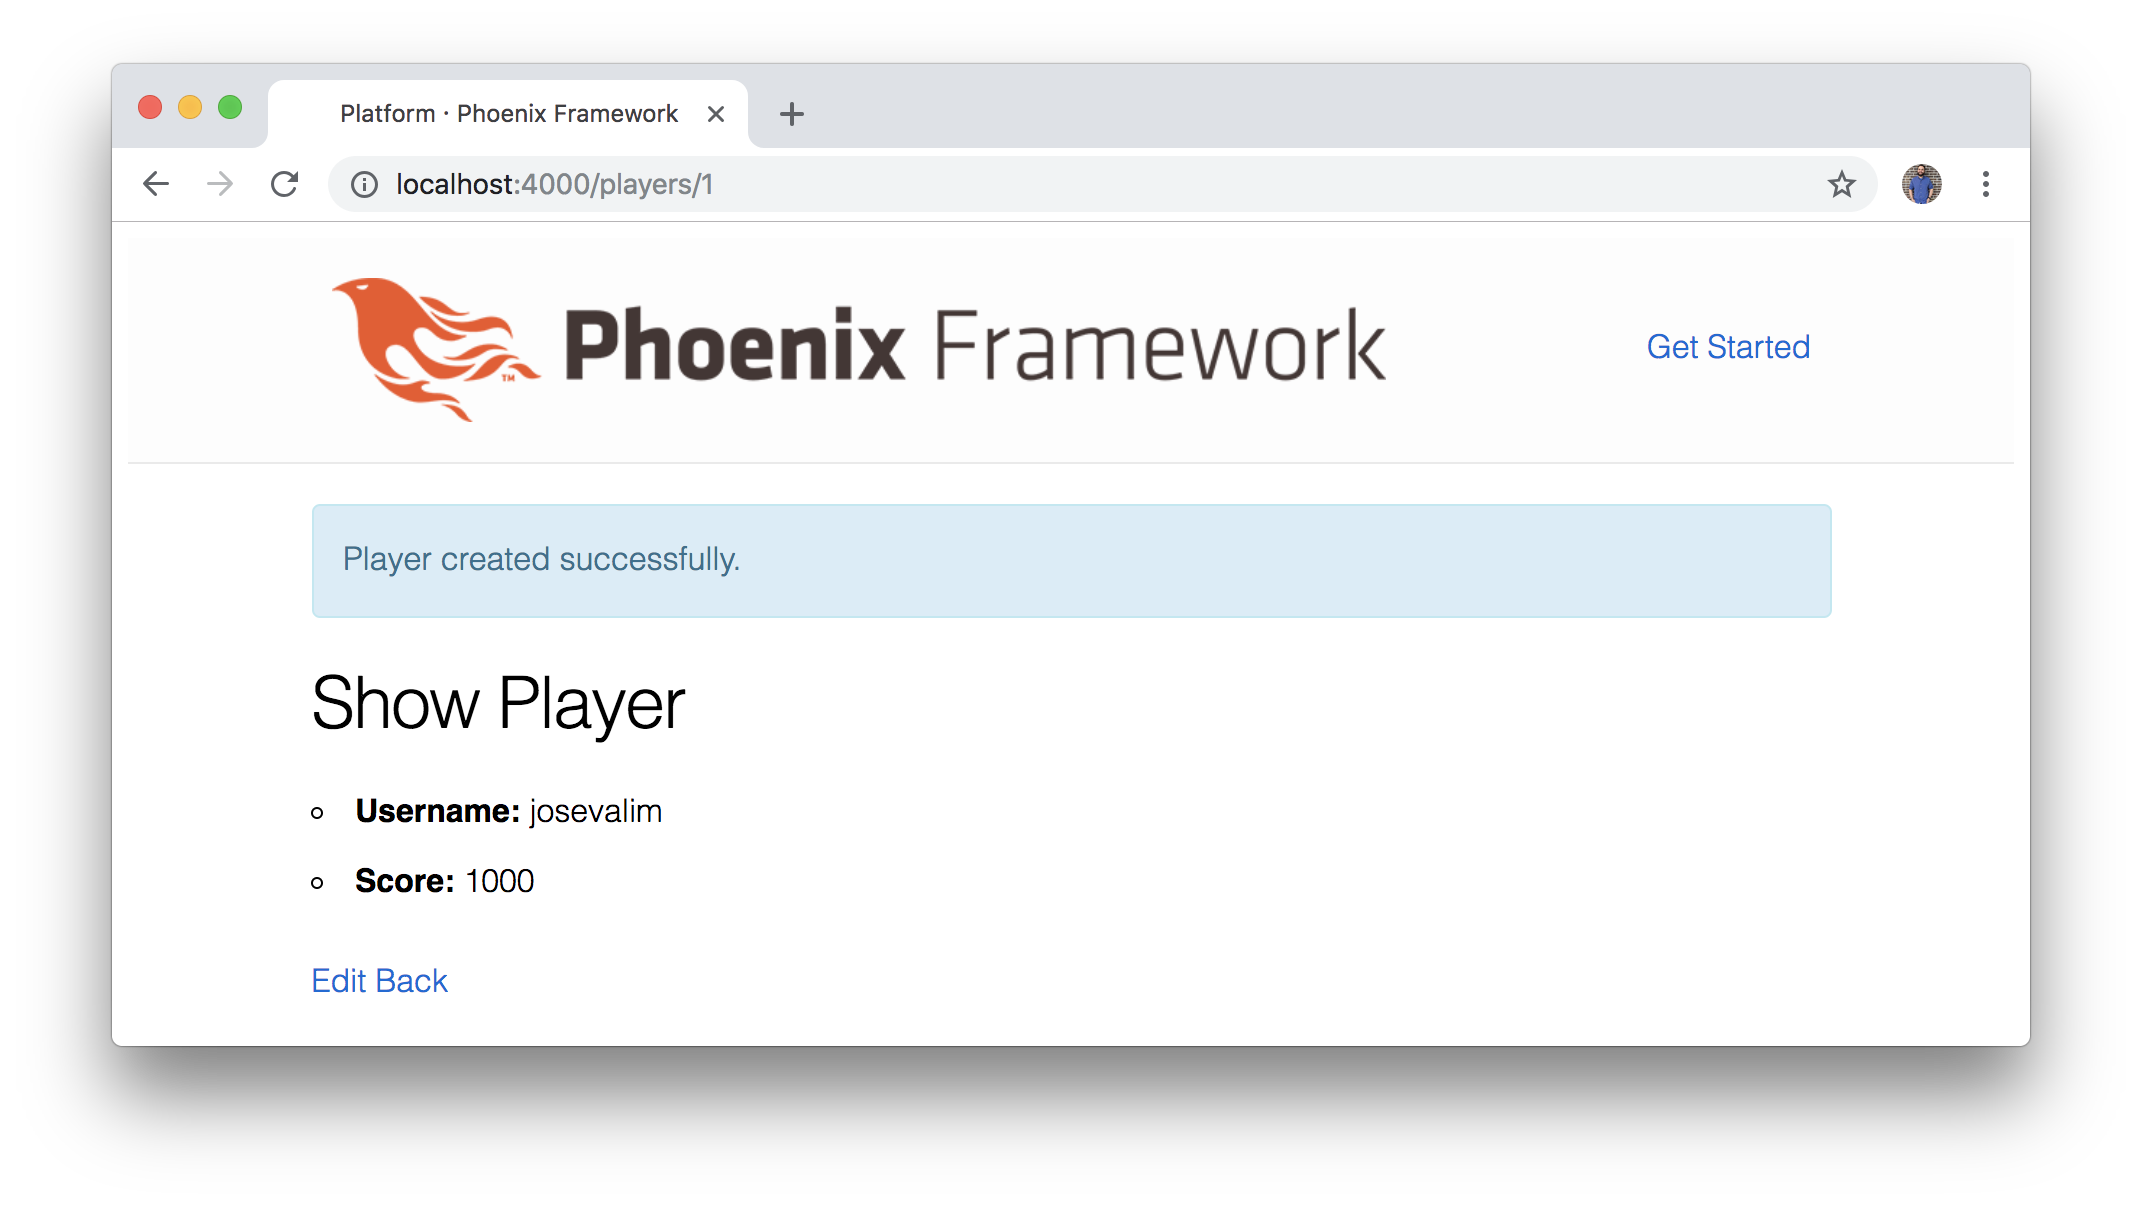 Platform · Phoenix Framework
localhost:4000/players/1
Phoenix Framework
TM
Get Started
Player created successfully.
Show Player
Username: josevalim
Score: 1000
Edit Back